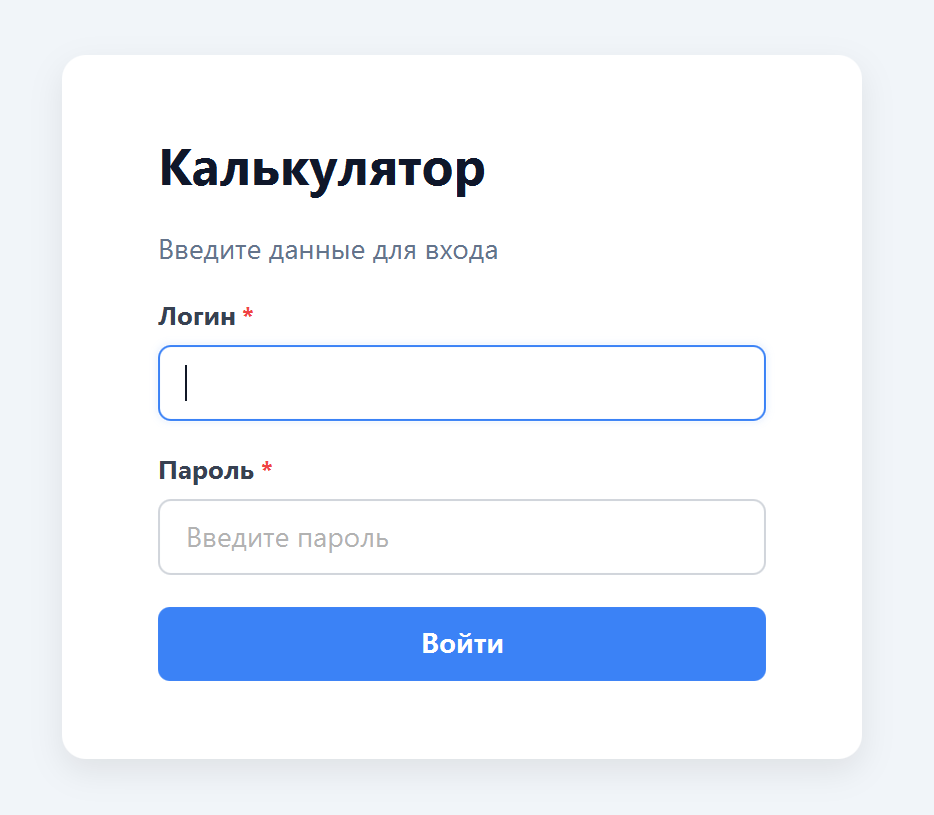 Калькулятор
Введите данные для входа
Логин *
Пароль *
Введите пароль
Войти